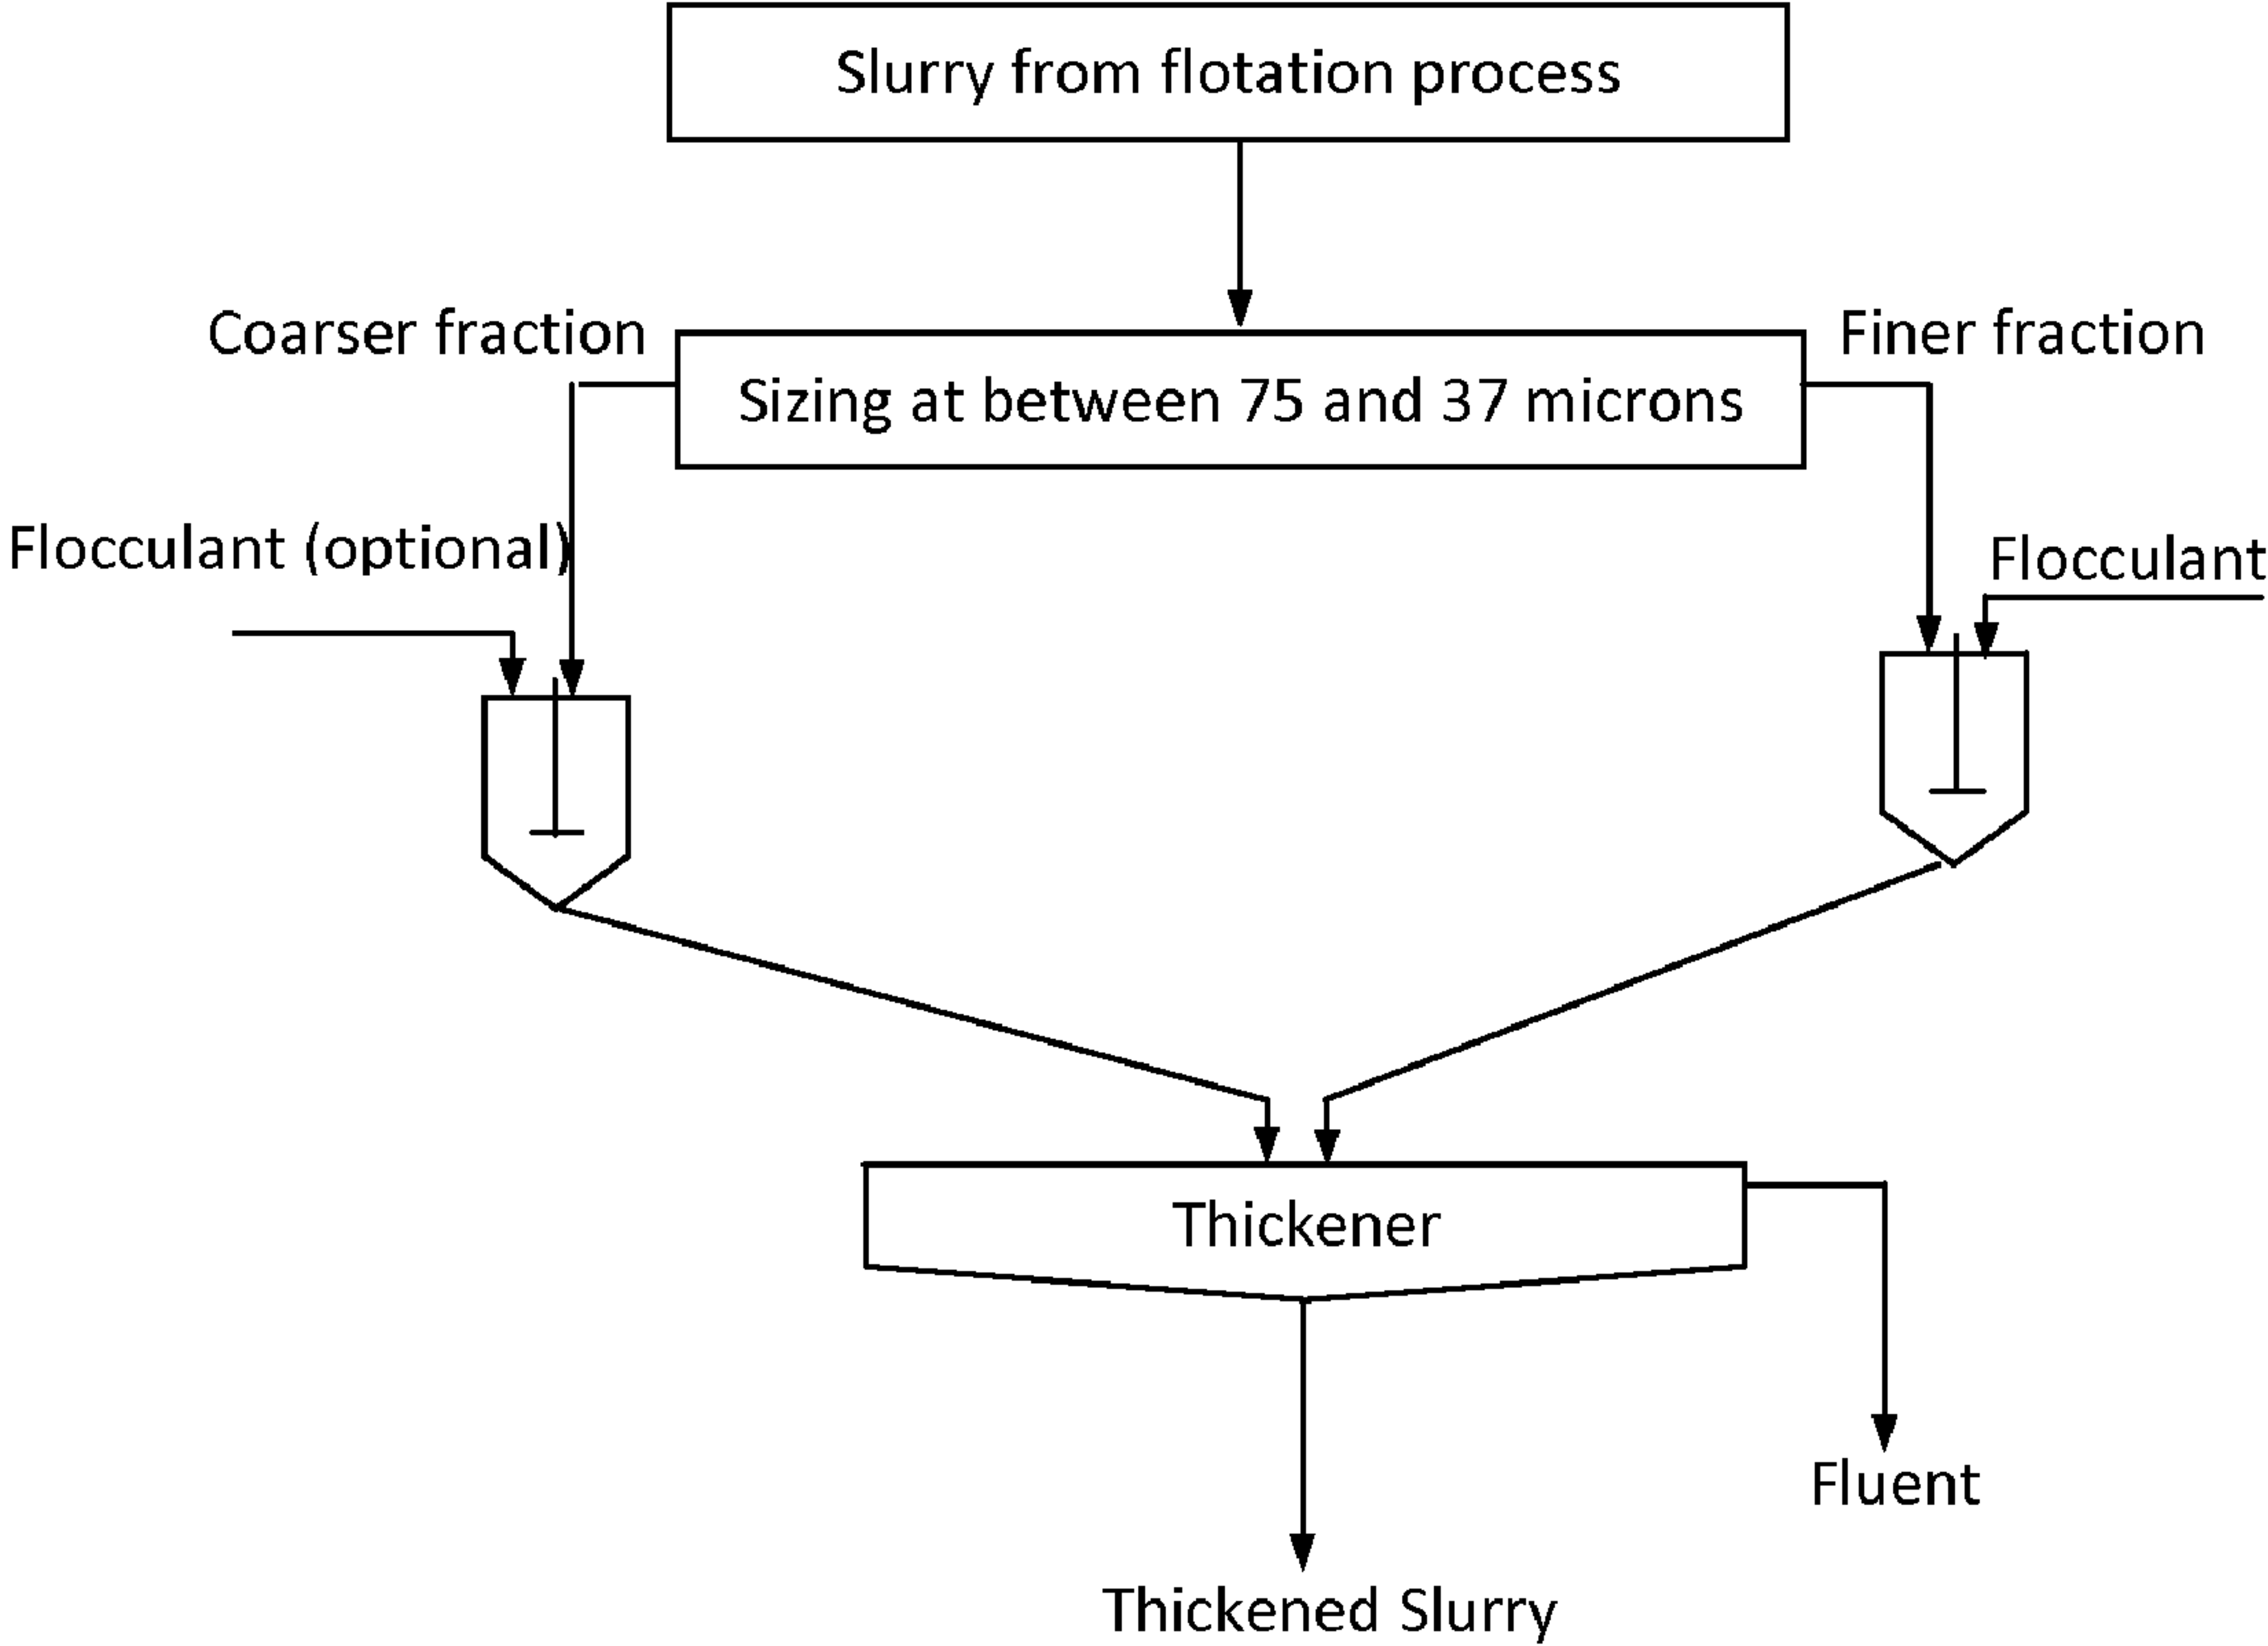 Slurry from flotation process
Coarser fraction
Finer fraction
Sizing at between 75 and 37 microns
Flocculant (optional)
Flocculant
Thickener
Fluent
Thickened Slurry